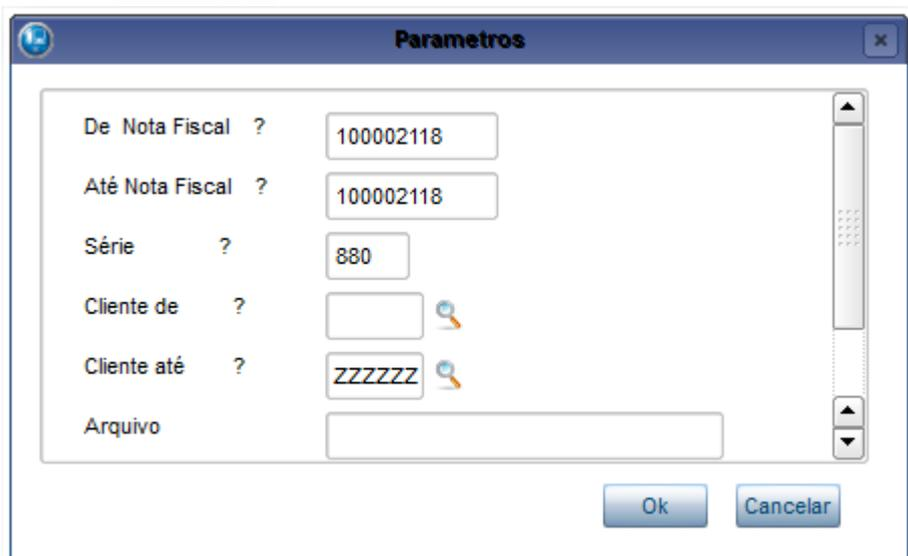 Parametros
De Nota Fiscal ? 100002118
Até Nota Fiscal ? 100002118
Série ? 880
Cliente de ?
Cliente até ? ZZZZZZ
Arquivo
Ok Cancelar